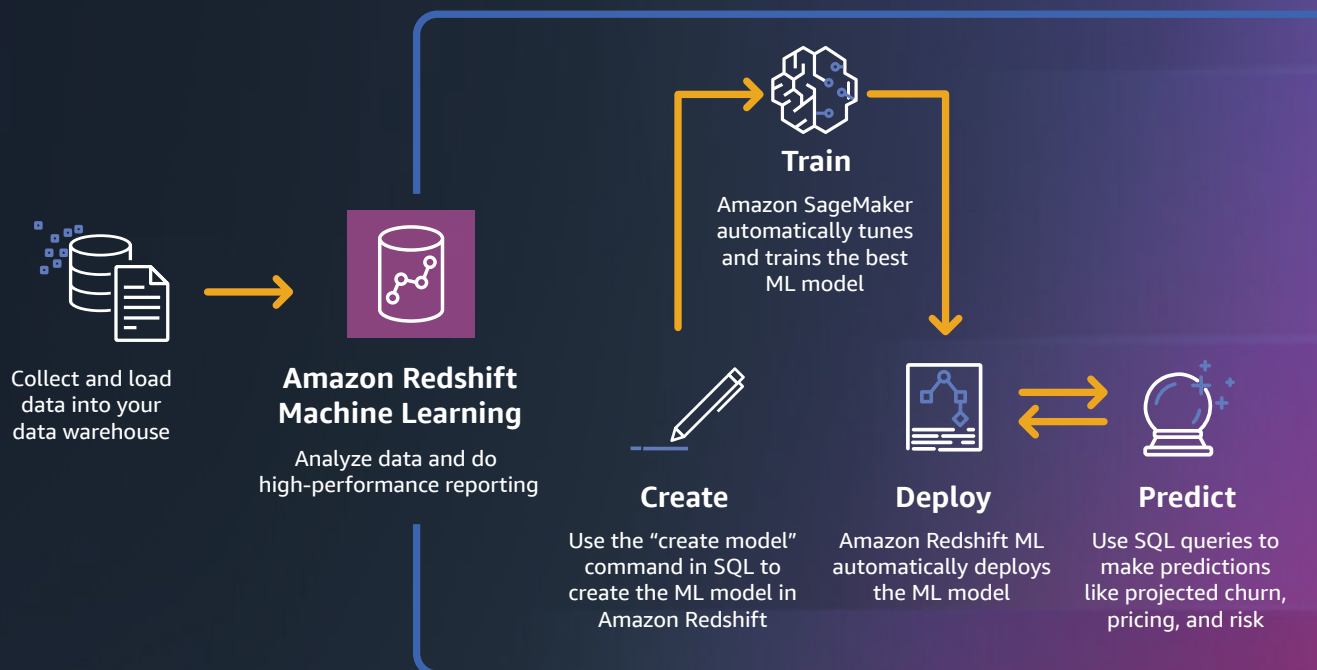 Collect and load
data into your
data warehouse
Amazon Redshift
Machine Learning
Analyze data and do
high-performance reporting
Create
Use the “create model”
command in SQL to
create the ML model in
Amazon Redshift
Train
Amazon SageMaker
automatically tunes
and trains the best
ML model
Deploy
Amazon Redshift ML
automatically deploys
the ML model
Predict
Use SQL queries to
make predictions
like projected churn,
pricing, and risk